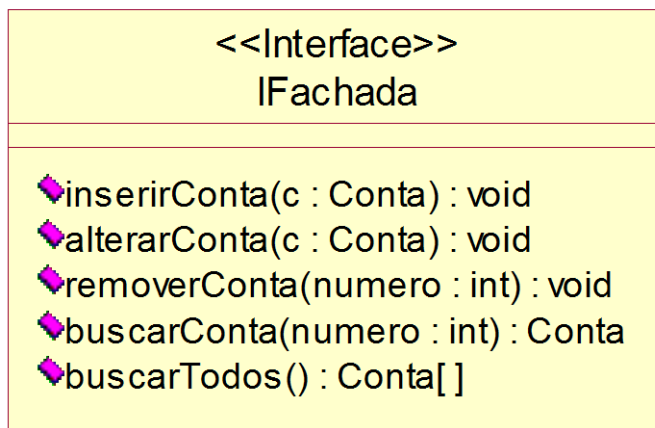 <<Interface>>
IFachada
inserirConta(c : Conta) : void
alterarConta(c : Conta) : void
removerConta(numero : int) : void
buscarConta(numero : int) : Conta
buscarTodos() : Conta[ ]